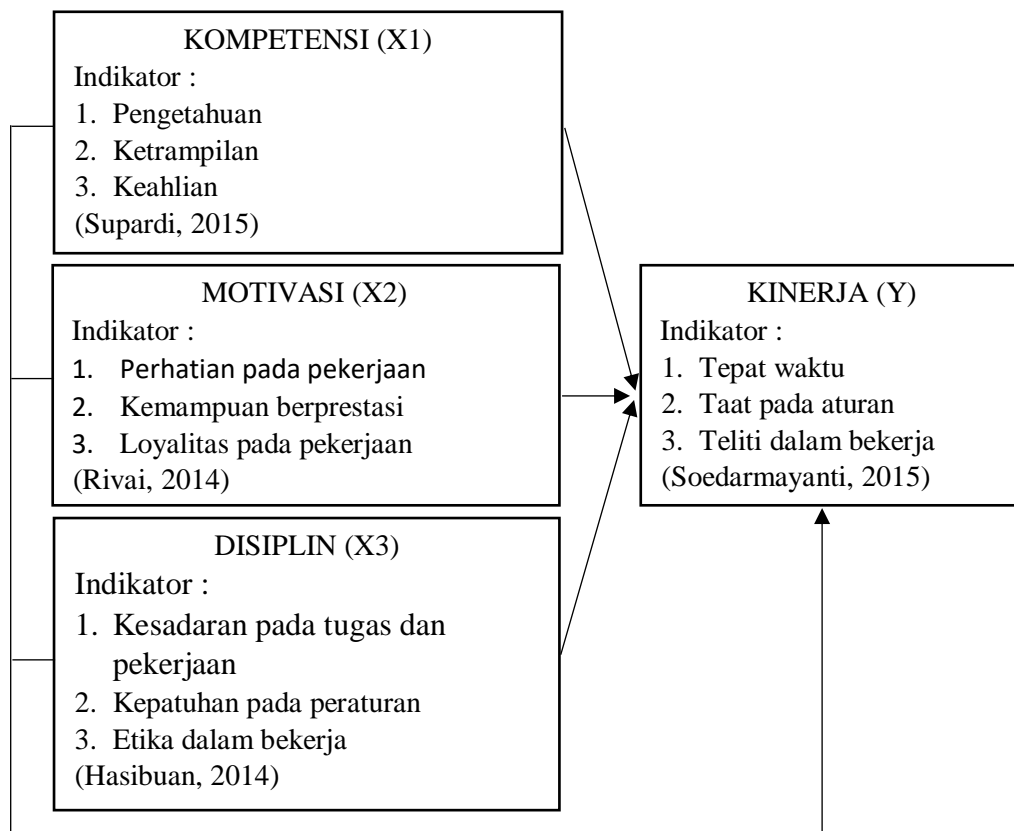 KOMPETENSI (X1)
Indikator :
1. Pengetahuan
2. Ketrampilan
3. Keahlian
(Supardi, 2015)
MOTIVASI (X2)
Indikator :
1. Perhatian pada pekerjaan
2. Kemampuan berprestasi
3. Loyalitas pada pekerjaan
(Rivai, 2014)
DISIPLIN (X3)
Indikator :
1. Kesadaran pada tugas dan
pekerjaan
2. Kepatuhan pada peraturan
3. Etika dalam bekerja
(Hasibuan, 2014)
KINERJA (Y)
Indikator :
1. Tepat waktu
2. Taat pada aturan
3. Teliti dalam bekerja
(Soedarmayanti, 2015)